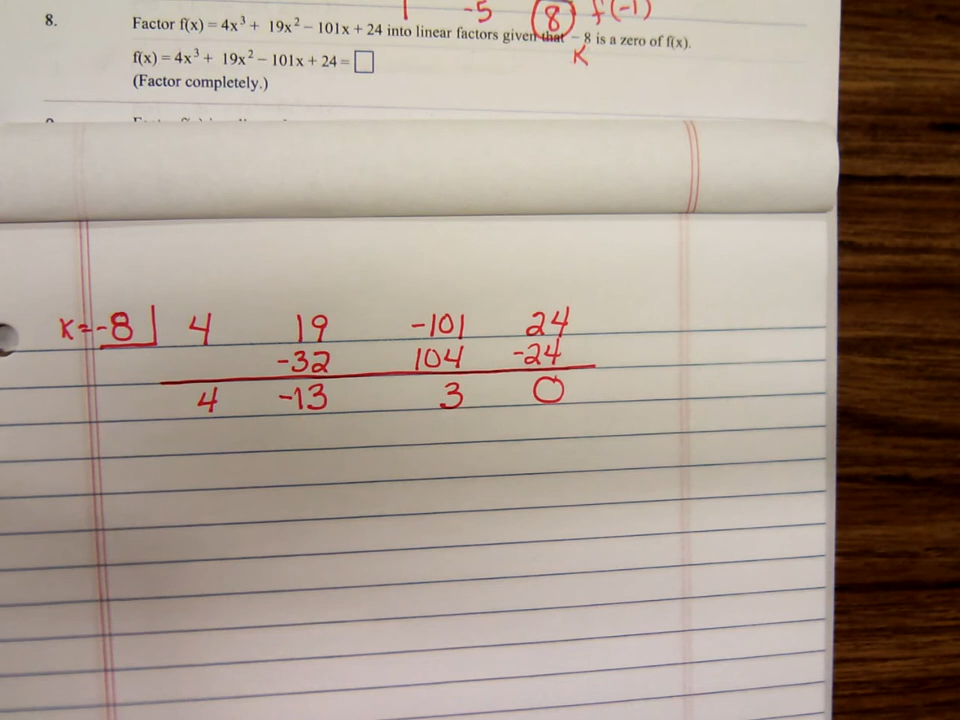 1 -5 8 f(-1)
8. Factor f(x) = 4x³ + 19x² − 101x + 24 into linear factors given that − 8 is a zero of f(x).
K
f(x) = 4x³ + 19x² − 101x + 24 =
(Factor completely.)
K=-8 4 19 -101 24
-32 104 -24
4 -13 3 0